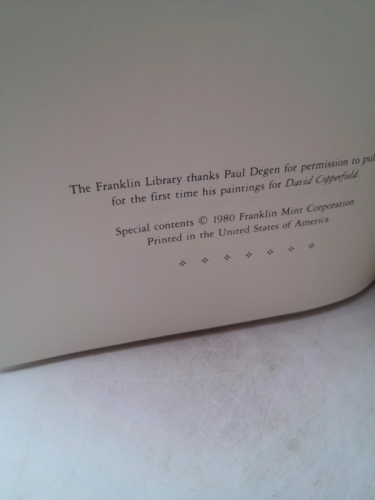 The Franklin Library thanks Paul Degen for permission to
for the first time his paintings for David Copperfield.
Special contents © 1980 Franklin Mint Corporation
Printed in the United States of America